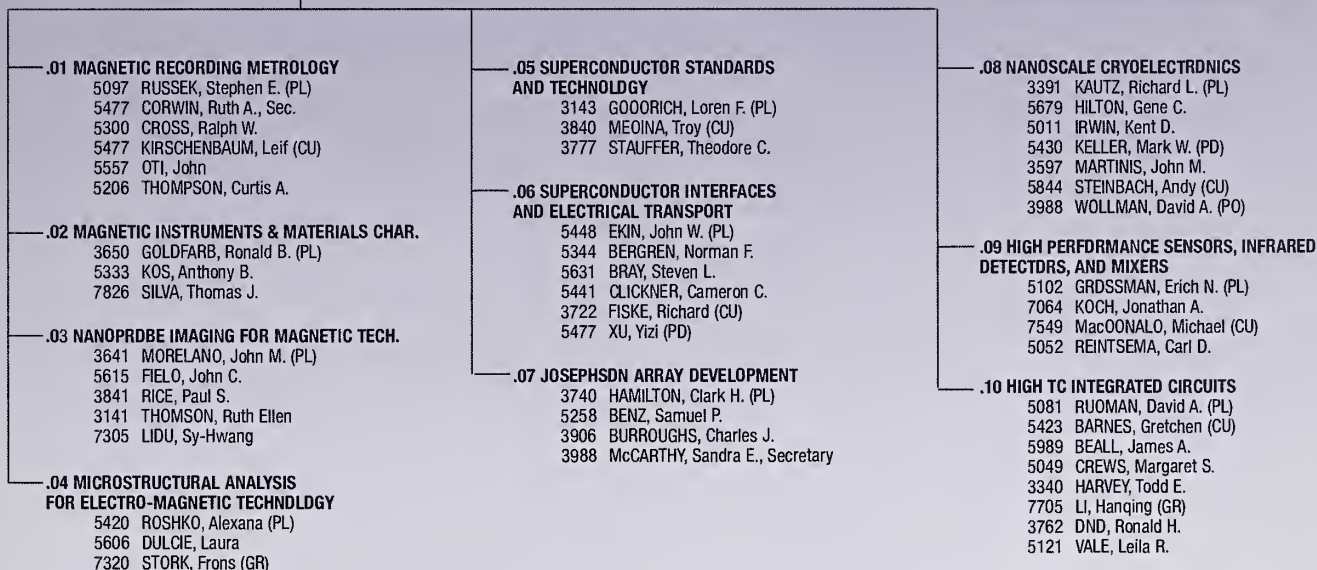 .01 MAGNETIC RECORDING METROLOGY
5097 RUSSEK, Stephen E. (PL)
5477 CORWIN, Ruth A., Sec.
5300 CROSS, Ralph W.
5477 KIRSCHENBAUM, Leif (CU)
5557 OTI, John
5206 THOMPSON, Curtis A.
.02 MAGNETIC INSTRUMENTS & MATERIALS CHAR.
3650 GOLDFARB, Ronald B. (PL)
5333 KOS, Anthony B.
7826 SILVA, Thomas J.
.03 NANOPRDBE IMAGING FOR MAGNETIC TECH.
3641 MORELANO, John M. (PL)
5615 FIELO, John C.
3841 RICE, Paul S.
3141 THOMSON, Ruth Ellen
7305 LIDU, Sy-Hwang
.04 MICROSTRUCTURAL ANALYSIS
FOR ELECTRO-MAGNETIC TECHNDLDGY
5420 ROSHKO, Alexana (PL)
5606 DULCIE, Laura
7320 STORK, Frons (GR)
.05 SUPERCONDUCTOR STANDARDS
AND TECHNOLDGY
3143 GOOORICH, Loren F. (PL)
3840 MEOINA, Troy (CU)
3777 STAUFFER, Theodore C.
.06 SUPERCONDUCTOR INTERFACES
AND ELECTRICAL TRANSPORT
5448 EKIN, John W. (PL)
5344 BERGREN, Norman F.
5631 BRAY, Steven L.
5441 CLICKNER, Cameron C.
3722 FISKE, Richard (CU)
5477 XU, Yizi (PD)
.07 JOSEPHSDN ARRAY DEVELOPMENT
3740 HAMILTON, Clark H. (PL)
5258 BENZ, Samuel P.
3906 BURROUGHS, Charles J.
3988 McCARTHY, Sandra E., Secretary
.08 NANOSCALE CRYOELECTRDNICS
3391 KAUTZ, Richard L. (PL)
5679 HILTON, Gene C.
5011 IRWIN, Kent D.
5430 KELLER, Mark W. (PD)
3597 MARTINIS, John M.
5844 STEINBACH, Andy (CU)
3988 WOLLMAN, David A. (PO)
.09 HIGH PERFDRMANCE SENSORS, INFRARED
DETECTDRS, AND MIXERS
5102 GRDSSMAN, Erich N. (PL)
7064 KOCH, Jonathan A.
7549 MacOONALO, Michael (CU)
5052 REINTSEMA, Carl D.
.10 HIGH TC INTEGRATED CIRCUITS
5081 RUOMAN, David A. (PL)
5423 BARNES, Gretchen (CU)
5989 BEALL, James A.
5049 CREWS, Margaret S.
3340 HARVEY, Todd E.
7705 LI, Hanqing (GR)
3762 DND, Ronald H.
5121 VALE, Leila R.